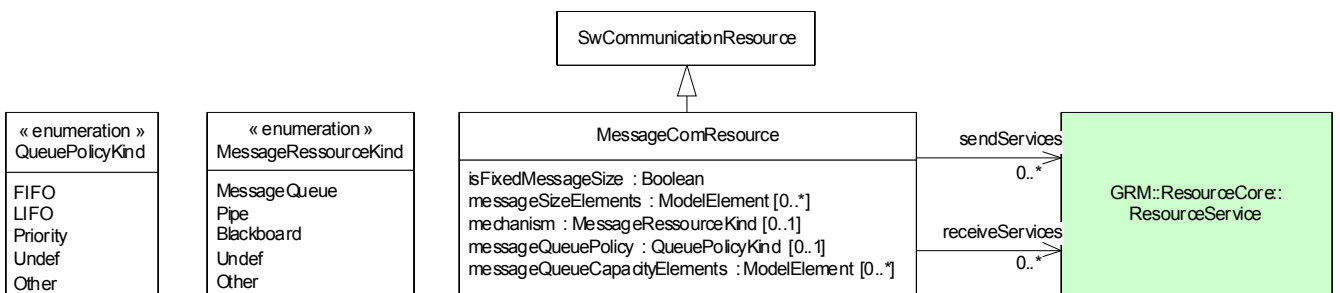 SwCommunicationResource
« enumeration »
QueuePolicyKind
FIFO
LIFO
Priority
Undef
Other
« enumeration »
MessageRessourceKind
MessageQueue
Pipe
Blackboard
Undef
Other
MessageComResource
isFixedMessageSize : Boolean
messageSizeElements : ModelElement [0..*]
mechanism : MessageRessourceKind [0..1]
messageQueuePolicy : QueuePolicyKind [0..1]
messageQueueCapacityElements : ModelElement [0..*]
sendServices
0..*
receiveServices
0..*
GRM::ResourceCore::
ResourceService